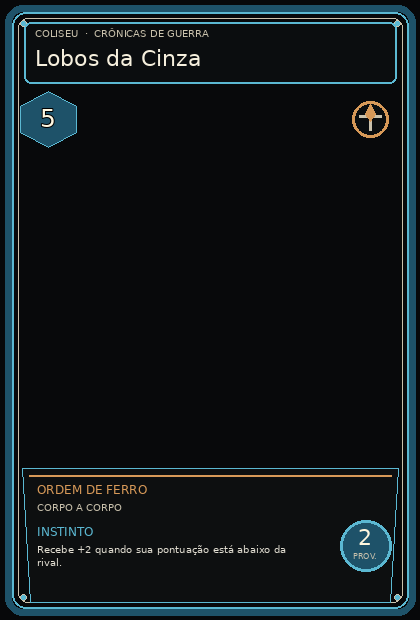 COLISEU · CRÔNICAS DE GUERRA
Lobos da Cinza
5
ORDEM DE FERRO
CORPO A CORPO
INSTINTO
Recebe +2 quando sua pontuação está abaixo da
rival.
2
PROV.